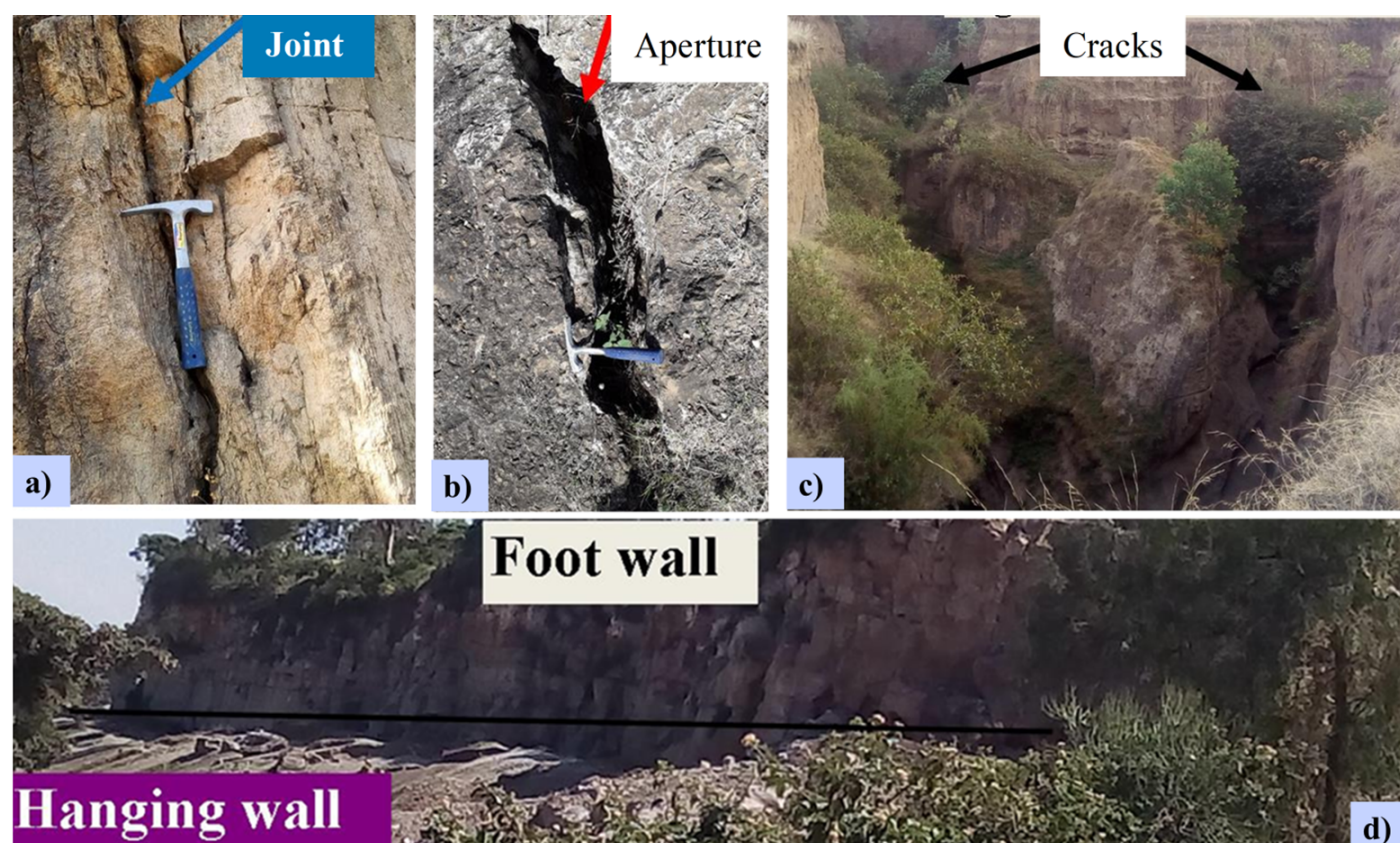 Joint
Aperture
Cracks
a)
b)
c)
Foot wall
Hanging wall
d)